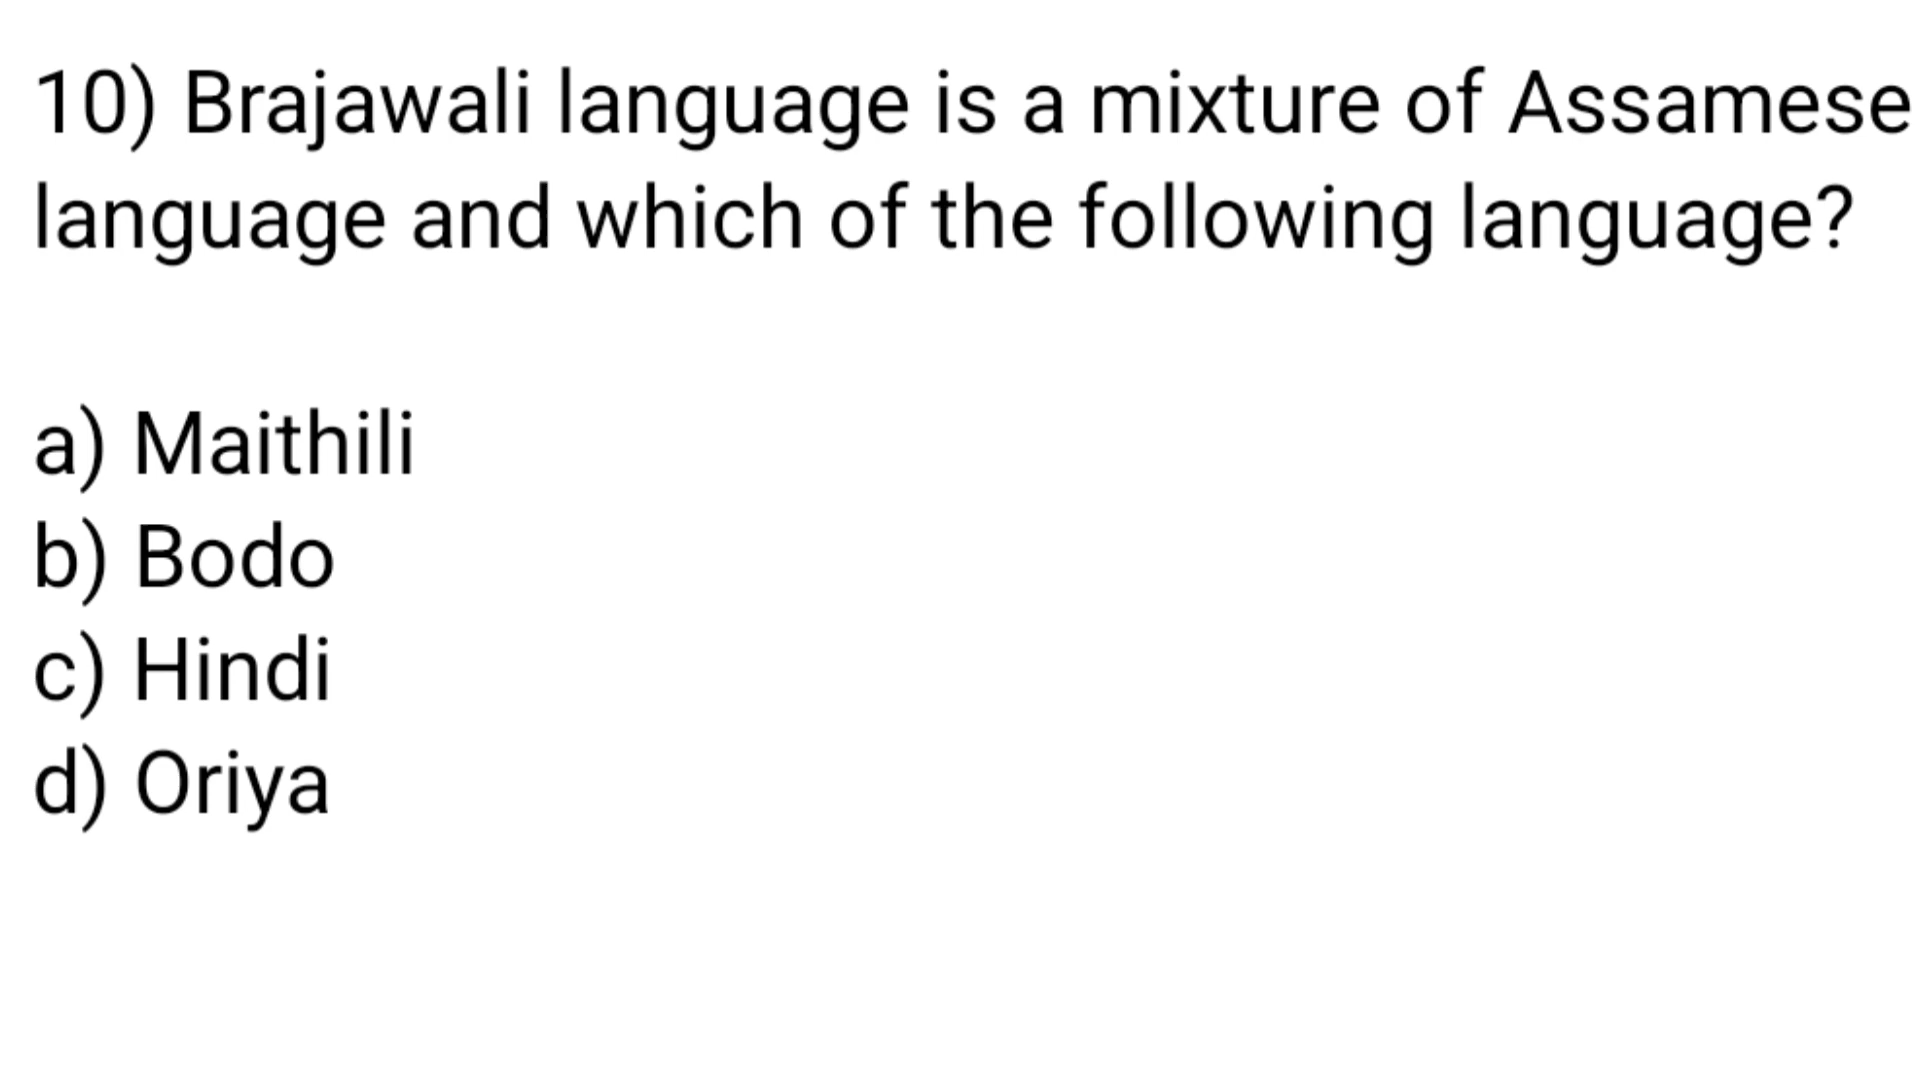 10) Brajawali language is a mixture of Assamese
language and which of the following language?
a) Maithili
b) Bodo
c) Hindi
d) Oriya